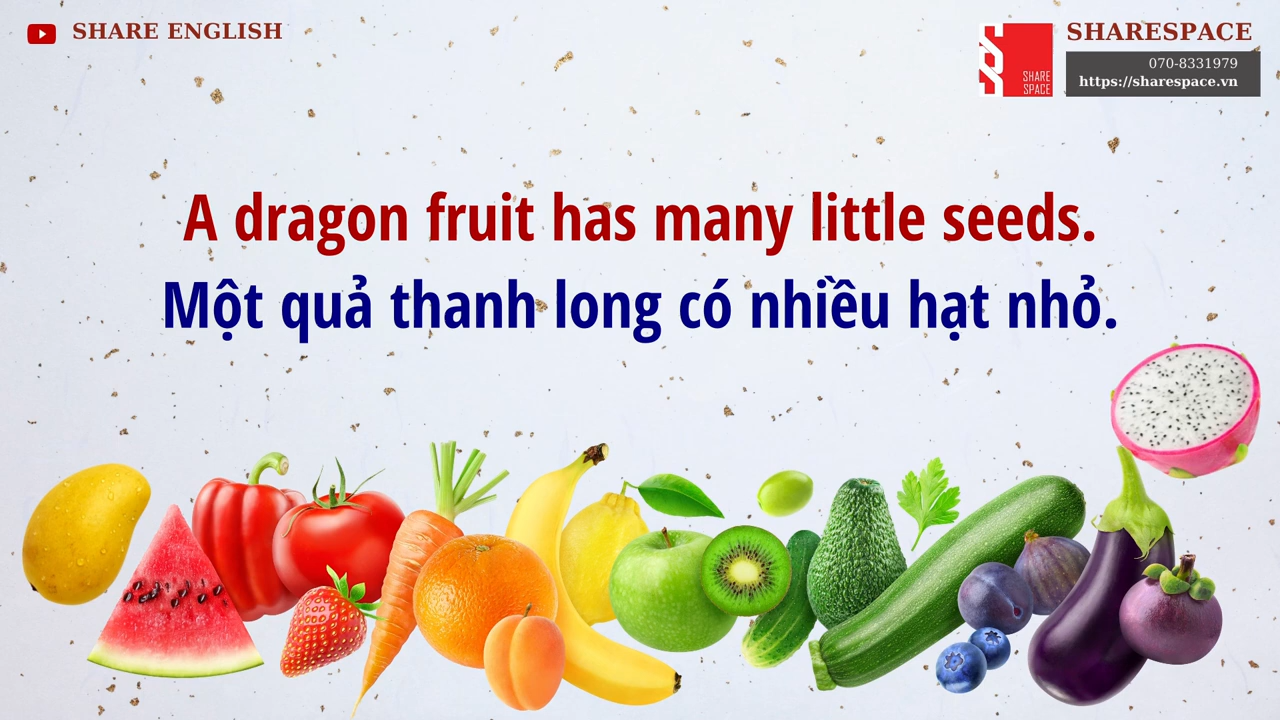 SHARE ENGLISH
SHARESPACE
070-8331979
https://sharespace.vn
SHARE
SPACE
A dragon fruit has many little seeds.
Một quả thanh long có nhiều hạt nhỏ.